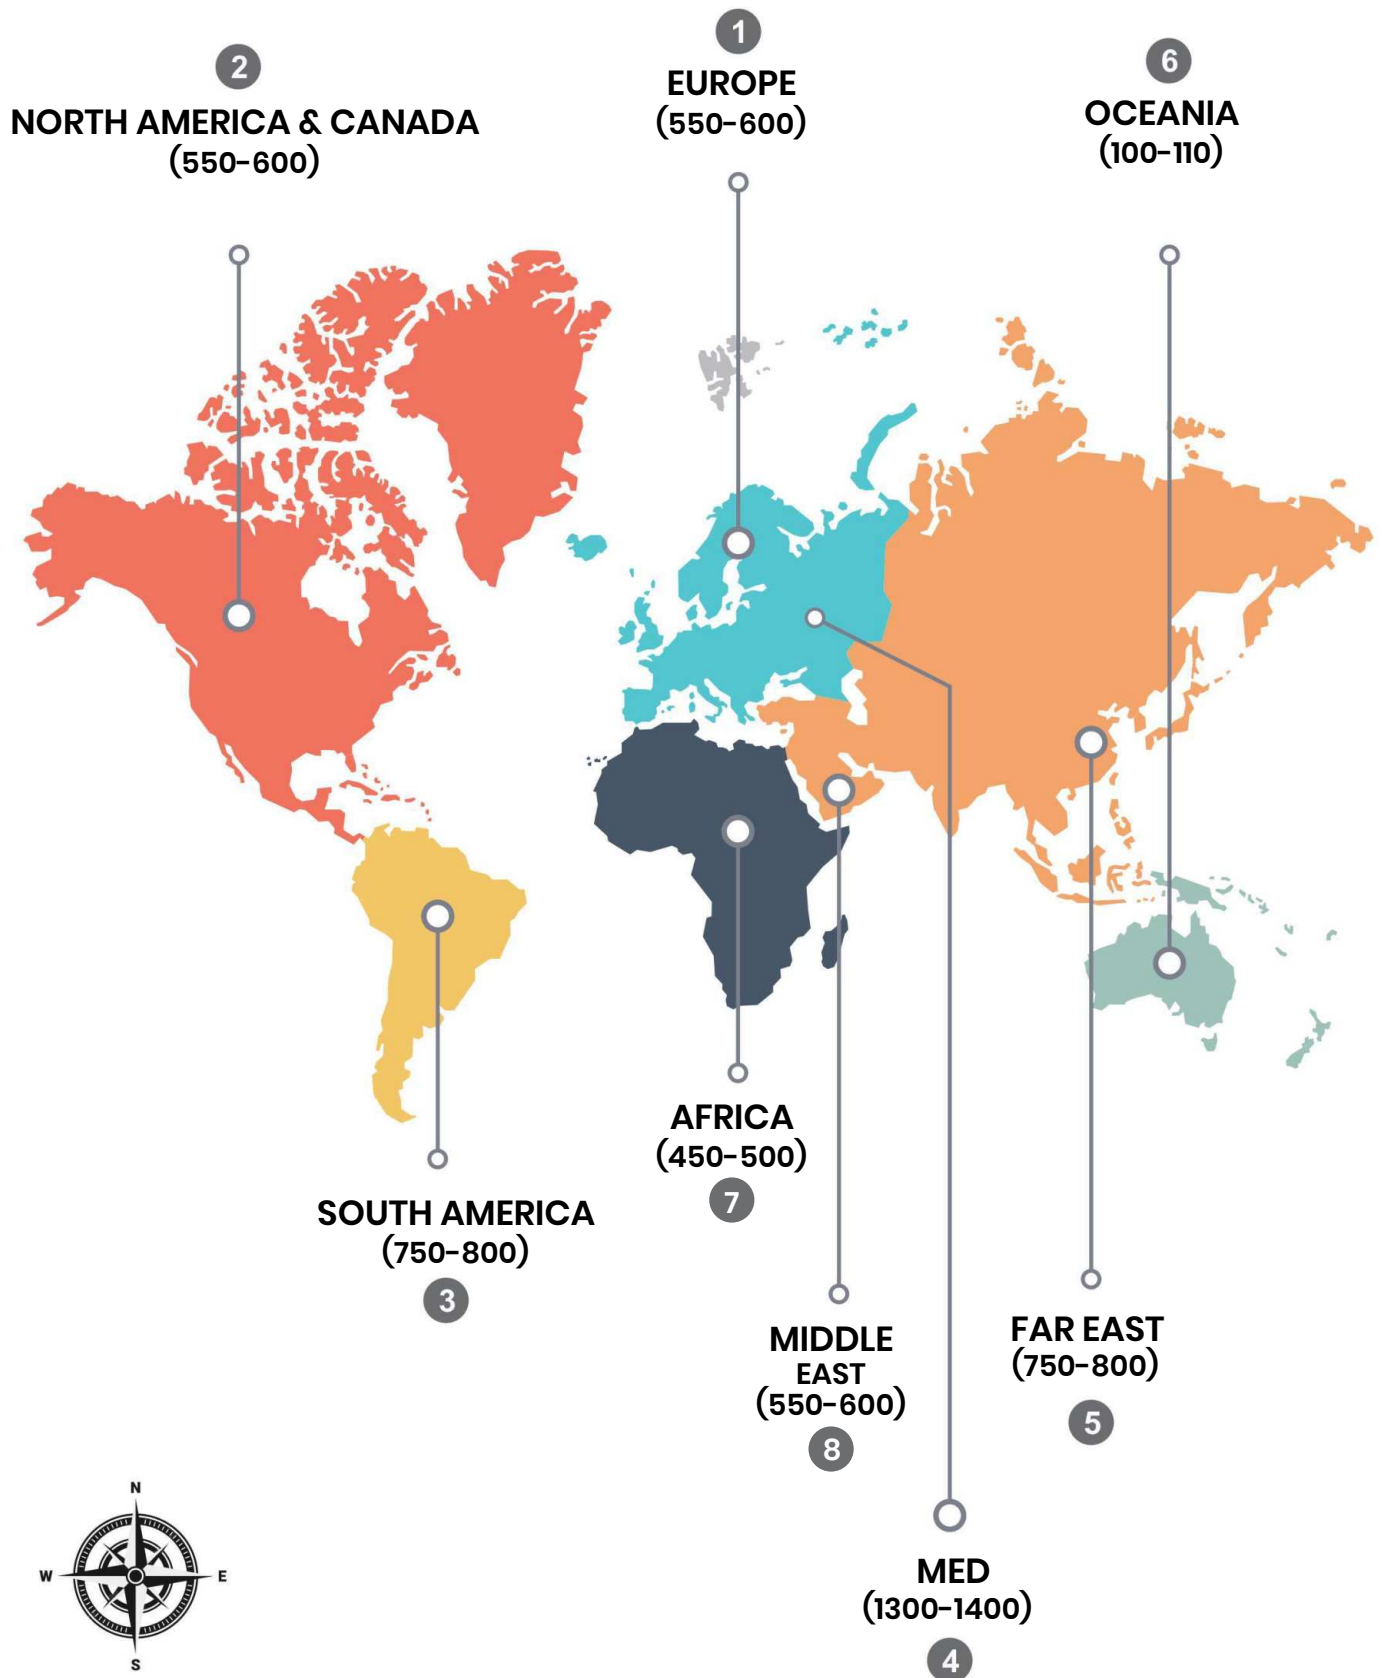 1
EUROPE
(550-600)
2
NORTH AMERICA & CANADA
(550-600)
6
OCEANIA
(100-110)
AFRICA
(450-500)
7
SOUTH AMERICA
(750-800)
3
MIDDLE
EAST
(550-600)
8
FAR EAST
(750-800)
5
MED
(1300-1400)
4
N
W
E
S